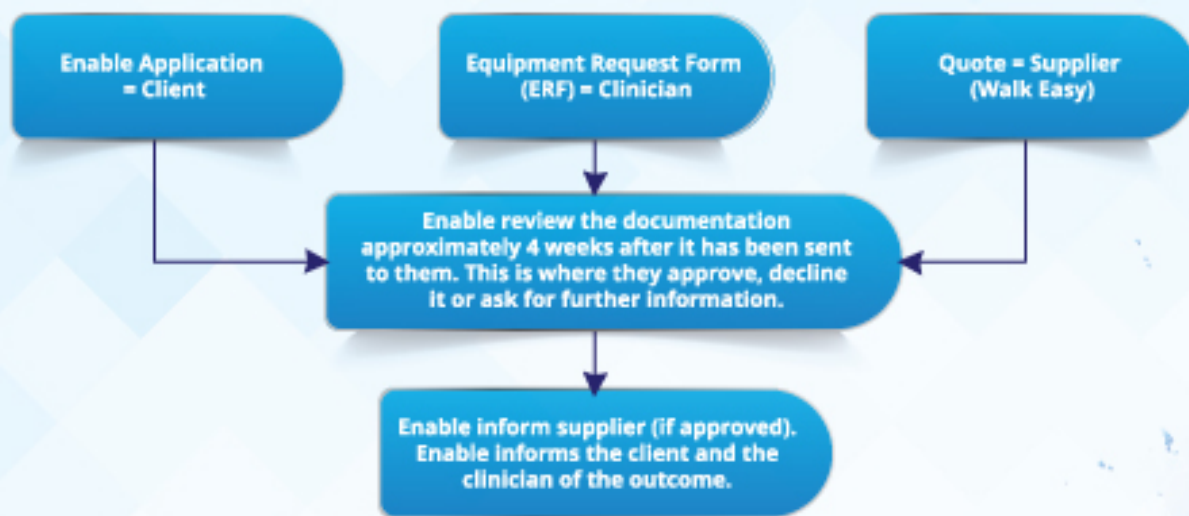 Enable Application
= Client
Equipment Request Form
(ERF) = Clinician
Quote = Supplier
(Walk Easy)
Enable review the documentation
approximately 4 weeks after it has been sent
to them. This is where they approve, decline
it or ask for further information.
Enable inform supplier (if approved).
Enable informs the client and the
clinician of the outcome.